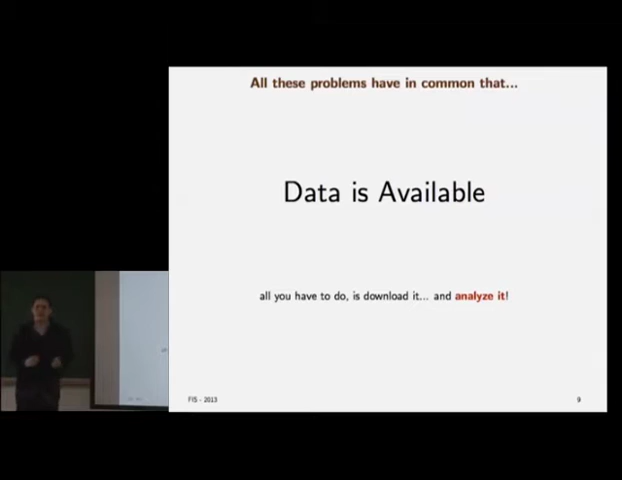 All these problems have in common that...
Data is Available
all you have to do, is download it... and analyze it!
FIS - 2013
9